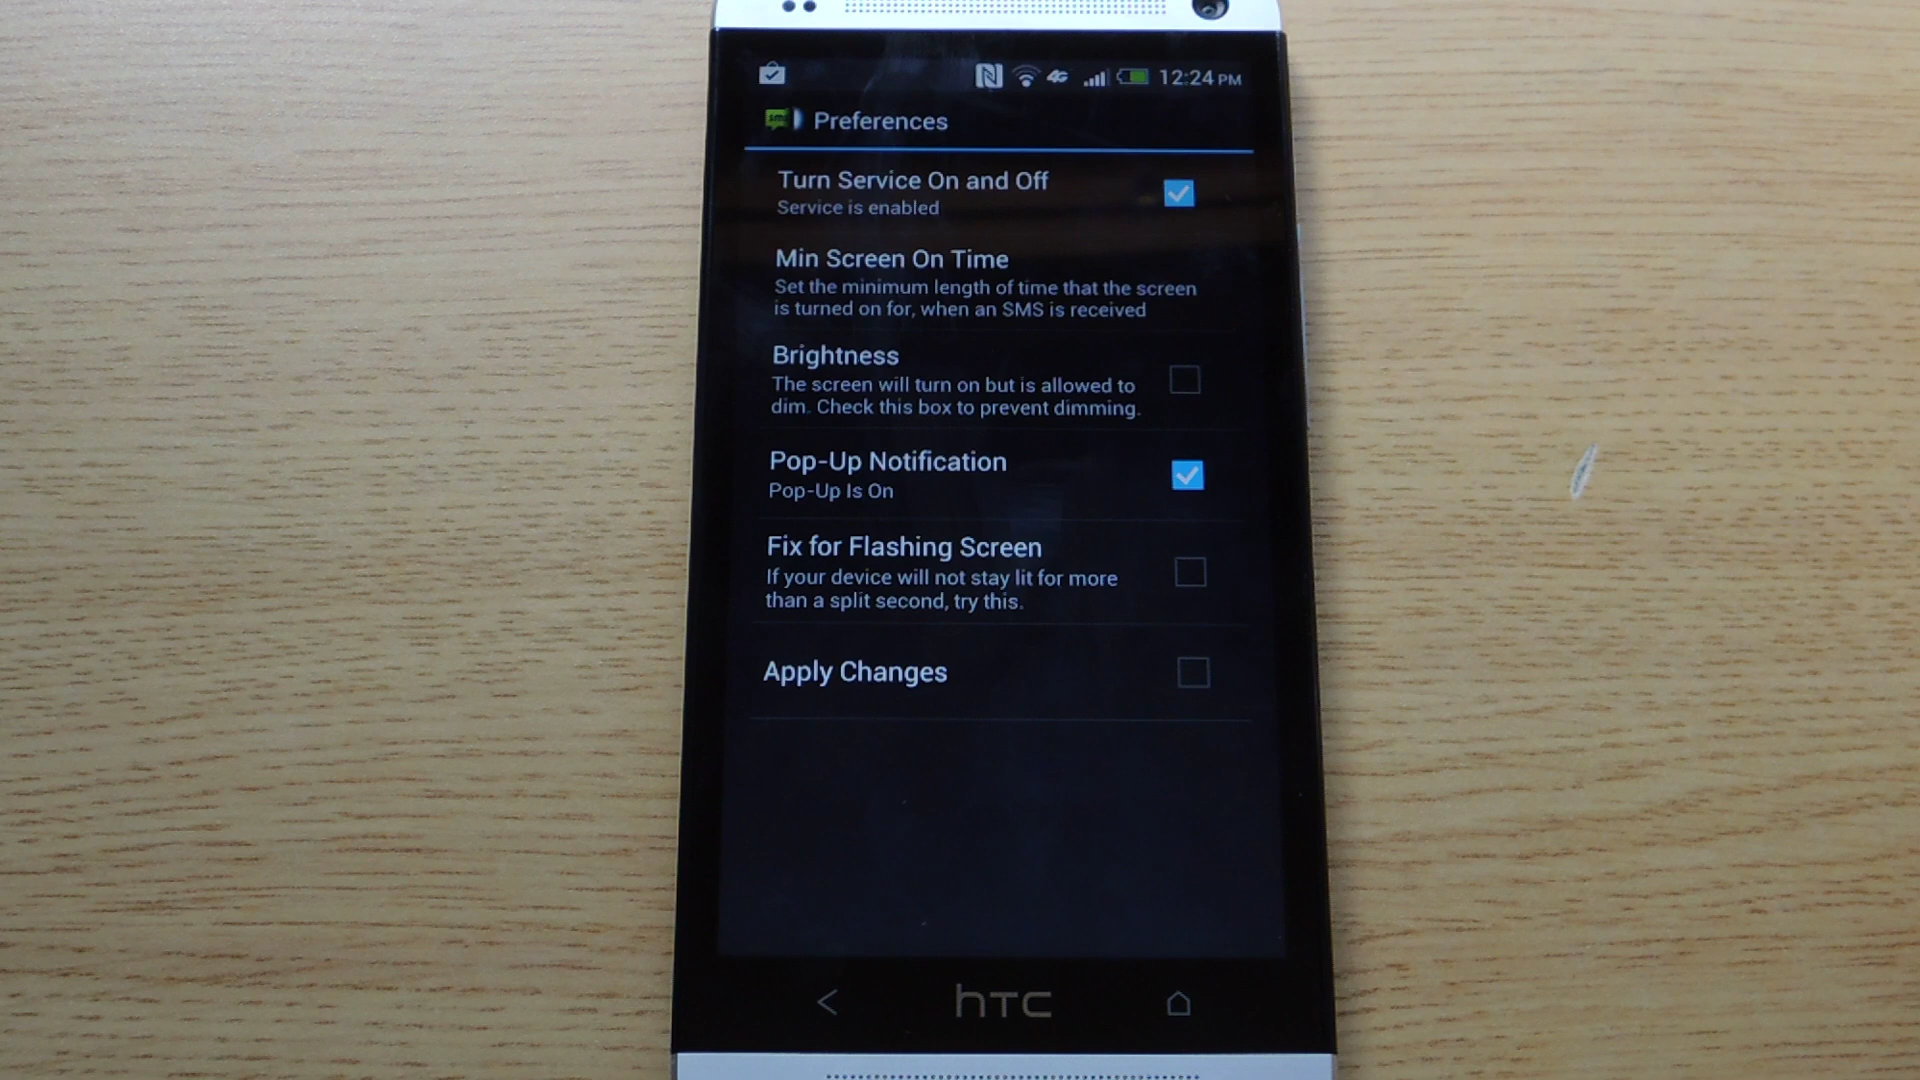 4G 12:24 PM
sms Preferences
Turn Service On and Off
Service is enabled
Min Screen On Time
Set the minimum length of time that the screen
is turned on for, when an SMS is received
Brightness
The screen will turn on but is allowed to
dim. Check this box to prevent dimming.
Pop-Up Notification
Pop-Up Is On
Fix for Flashing Screen
If your device will not stay lit for more
than a split second, try this.
Apply Changes
hTC